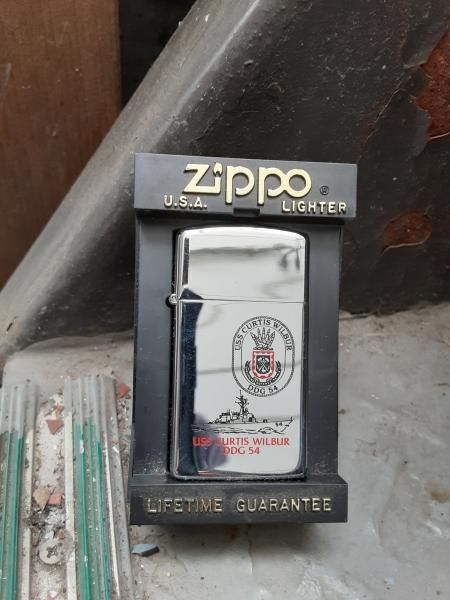 zippo ®
U.S.A. LIGHTER
USS CURTIS WILBUR
DDG 54
USS CURTIS WILBUR
DDG 54
LIFETIME GUARANTEE